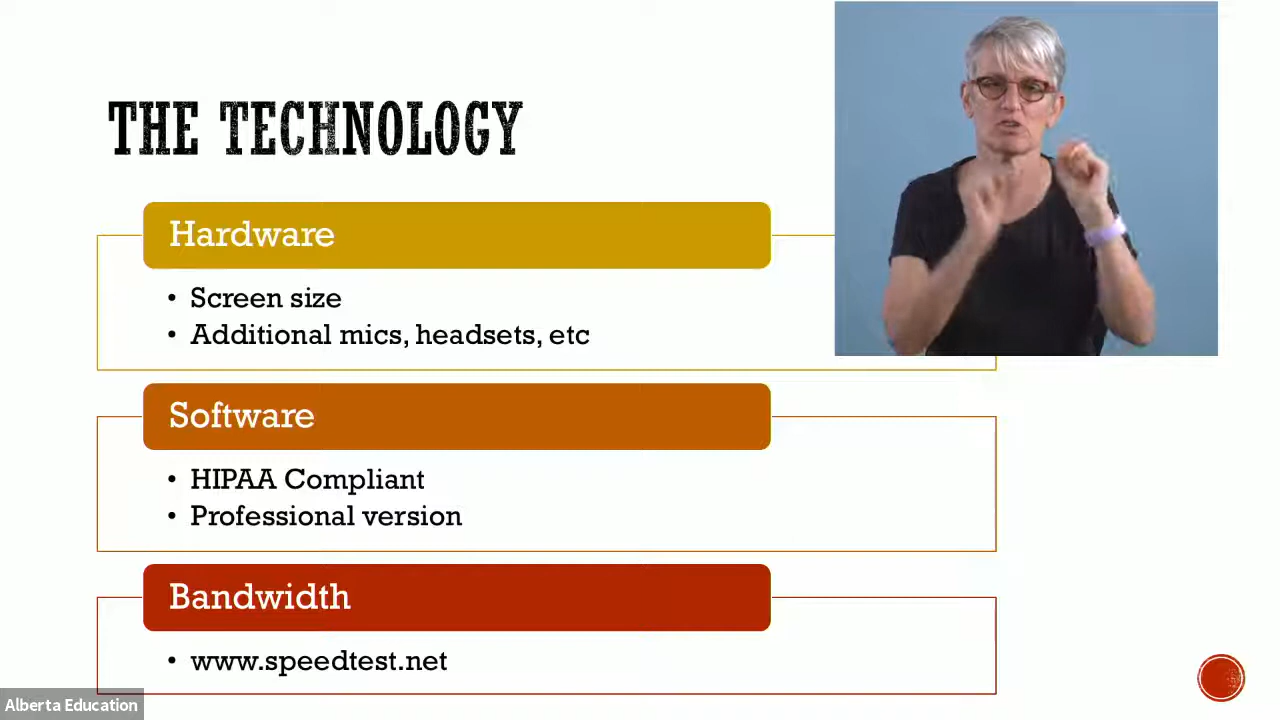 THE TECHNOLOGY
Hardware
• Screen size
• Additional mics, headsets, etc
Software
• HIPAA Compliant
• Professional version
Bandwidth
• www.speedtest.net
Alberta Education